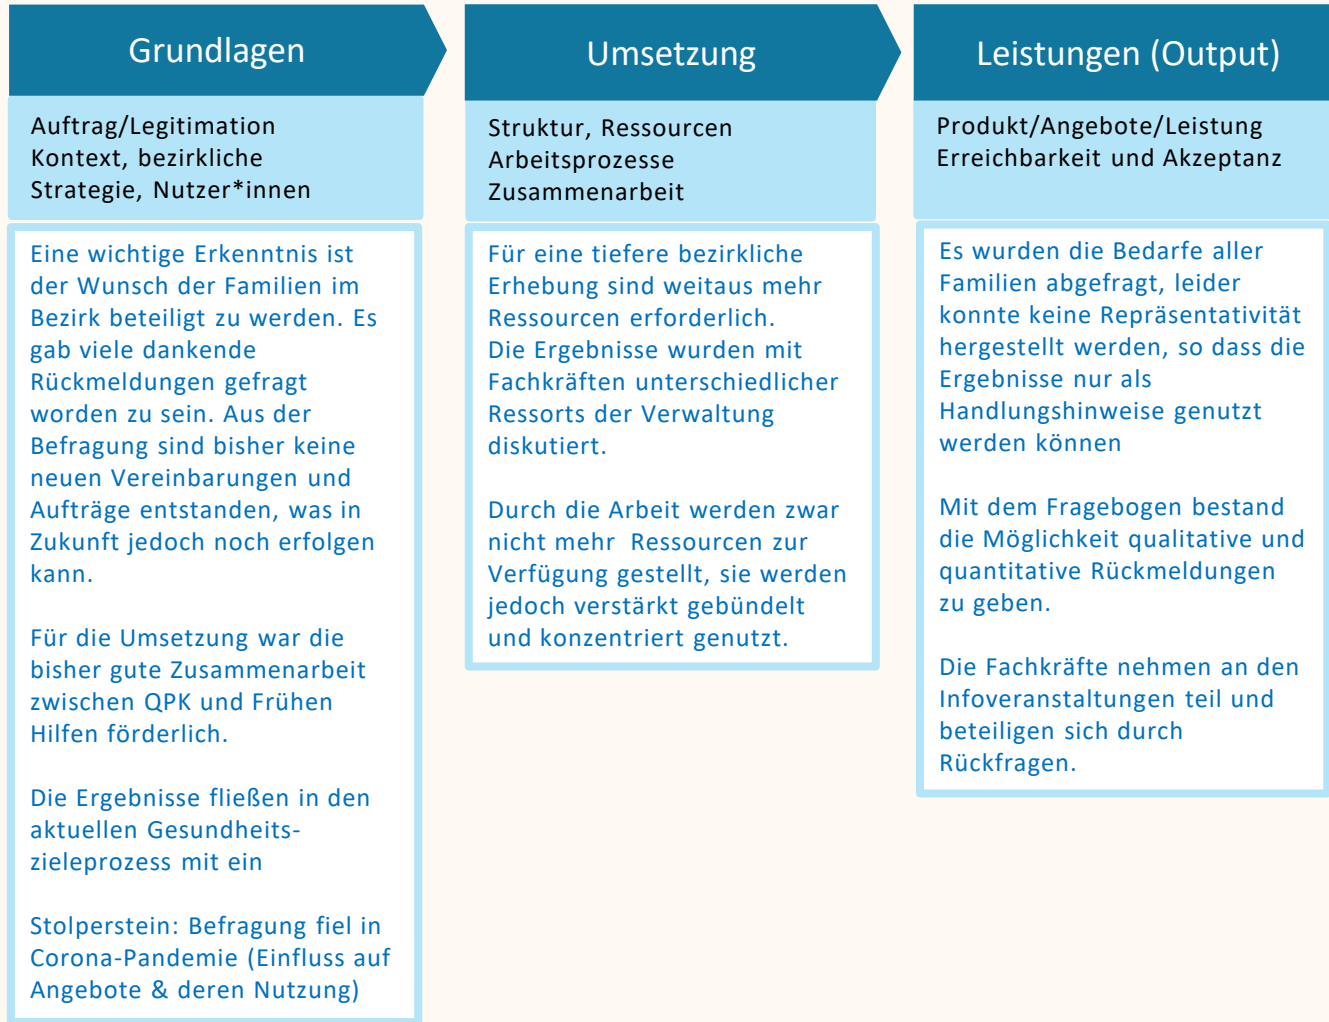 Grundlagen
Auftrag/Legitimation
Kontext, bezirkliche
Strategie, Nutzer*innen
Eine wichtige Erkenntnis ist
der Wunsch der Familien im
Bezirk beteiligt zu werden. Es
gab viele dankende
Rückmeldungen gefragt
worden zu sein. Aus der
Befragung sind bisher keine
neuen Vereinbarungen und
Aufträge entstanden, was in
Zukunft jedoch noch erfolgen
kann.
Für die Umsetzung war die
bisher gute Zusammenarbeit
zwischen QPK und Frühen
Hilfen förderlich.
Die Ergebnisse fließen in den
aktuellen Gesundheits-
zieleprozess mit ein
Stolperstein: Befragung fiel in
Corona-Pandemie (Einfluss auf
Angebote & deren Nutzung)
Umsetzung
Struktur, Ressourcen
Arbeitsprozesse
Zusammenarbeit
Für eine tiefere bezirkliche
Erhebung sind weitaus mehr
Ressourcen erforderlich.
Die Ergebnisse wurden mit
Fachkräften unterschiedlicher
Ressorts der Verwaltung
diskutiert.
Durch die Arbeit werden zwar
nicht mehr  Ressourcen zur
Verfügung gestellt, sie werden
jedoch verstärkt gebündelt
und konzentriert genutzt.
Leistungen (Output)
Produkt/Angebote/Leistung
Erreichbarkeit und Akzeptanz
Es wurden die Bedarfe aller
Familien abgefragt, leider
konnte keine Repräsentativität
hergestellt werden, so dass die
Ergebnisse nur als
Handlungshinweise genutzt
werden können
Mit dem Fragebogen bestand
die Möglichkeit qualitative und
quantitative Rückmeldungen
zu geben.
Die Fachkräfte nehmen an den
Infoveranstaltungen teil und
beteiligen sich durch
Rückfragen.